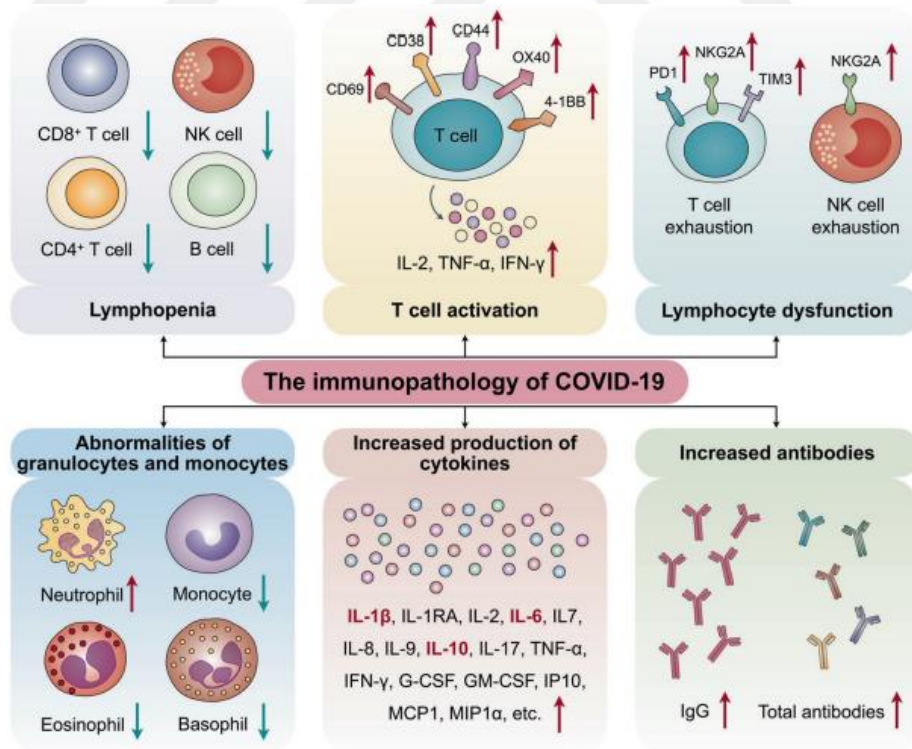 CD8⁺ T cell
NK cell
CD4⁺ T cell
B cell
Lymphopenia
CD69
CD38
CD44
OX40
4-1BB
T cell
IL-2, TNF-α, IFN-γ
T cell activation
PD1
NKG2A
TIM3
NKG2A
T cell
exhaustion
NK cell
exhaustion
Lymphocyte dysfunction
The immunopathology of COVID-19
Abnormalities of
granulocytes and monocytes
Neutrophil
Monocyte
Eosinophil
Basophil
Increased production of
cytokines
IL-1β, IL-1RA, IL-2, IL-6, IL7,
IL-8, IL-9, IL-10, IL-17, TNF-α,
IFN-γ, G-CSF, GM-CSF, IP10,
MCP1, MIP1α, etc.
Increased antibodies
IgG
Total antibodies